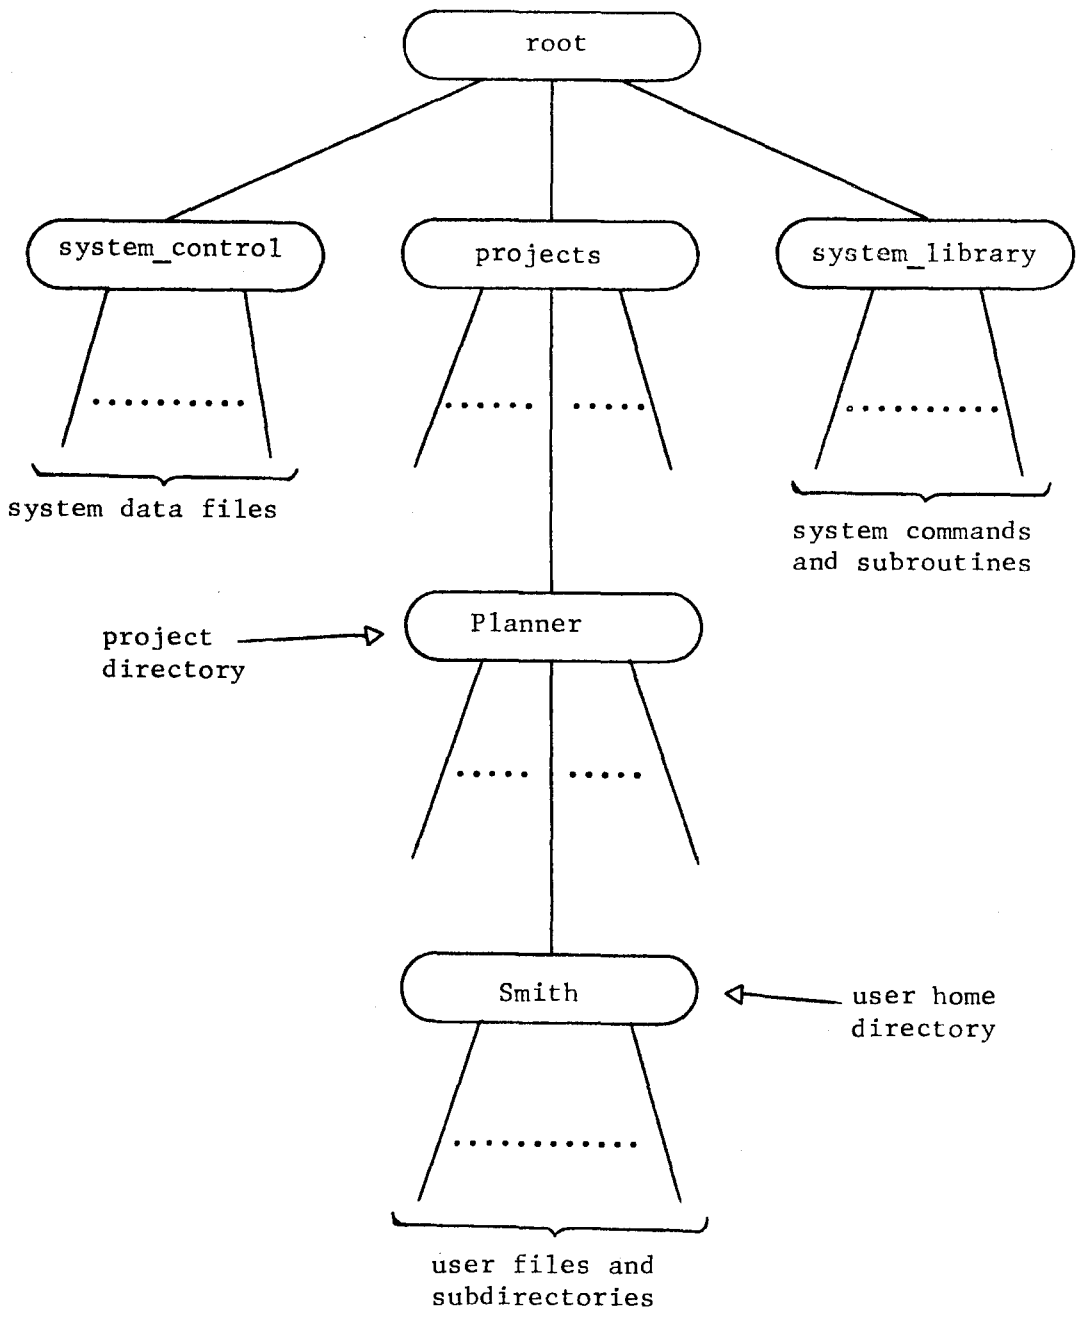 root
system_control
projects
system_library
system data files
system commands
and subroutines
Planner
project
directory
Smith
user home
directory
user files and
subdirectories